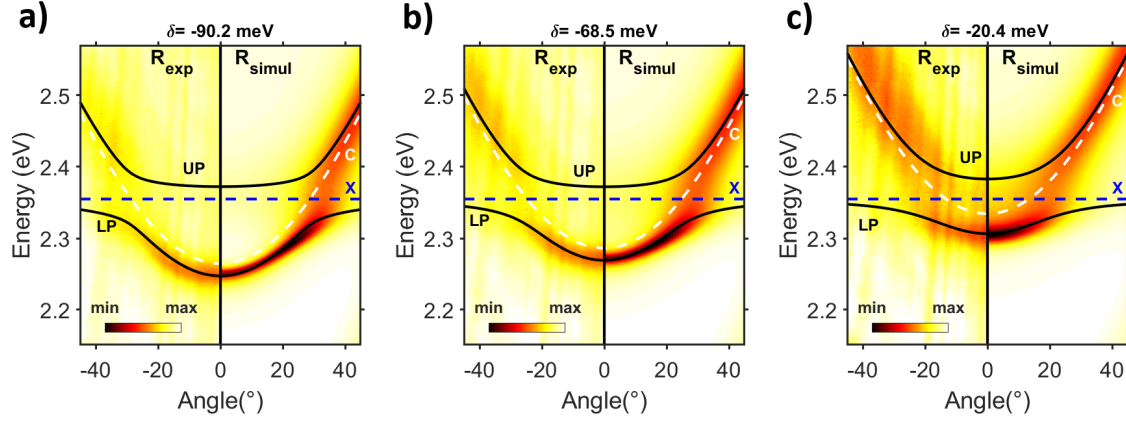 a)
δ= -90.2 meV
R_exp R_simul
UP
C
X
LP
min max
2.5
2.4
2.3
2.2
Energy (eV)
-40 -20 0 20 40
Angle(°)
b)
δ= -68.5 meV
R_exp R_simul
UP
C
X
LP
min max
2.5
2.4
2.3
2.2
Energy (eV)
-40 -20 0 20 40
Angle(°)
c)
δ= -20.4 meV
R_exp R_simul
C
UP
X
LP
min max
2.5
2.4
2.3
2.2
Energy (eV)
-40 -20 0 20 40
Angle(°)